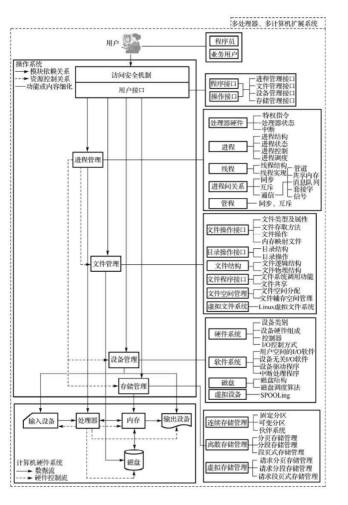 多处理器、多计算机扩展系统
用户
程序员
业务用户
操作系统
模块依赖关系
资源控制关系
功能或内容细化
访问安全机制
用户接口
程序接口
操作接口
进程管理接口
文件管理接口
设备管理接口
存储管理接口
进程管理
处理器硬件
特权指令
处理器状态
中断
进程
进程结构
进程状态
进程控制
进程调度
线程
线程结构
线程实现
进程间关系
同步
互斥
通信
管道
共享内存
消息队列
套接字
信号
管程
同步、互斥
文件管理
文件操作接口
文件类型及属性
文件存取方法
文件操作
内存映射文件
目录操作接口
目录结构
目录操作
文件结构
文件逻辑结构
文件物理结构
文件程序接口
文件系统调用功能
文件共享
文件空间管理
文件空间分配
文件辅存空间管理
虚拟文件系统
Linux虚拟文件系统
设备管理
硬件系统
设备类别
设备硬件组成
控制器
I/O控制方式
软件系统
用户空间的I/O软件
设备无关I/O软件
设备驱动程序
中断处理程序
磁盘
磁盘结构
磁盘调度算法
虚拟设备
SPOOLing
存储管理
连续存储管理
固定分区
可变分区
伙伴系统
离散存储管理
分页存储管理
分段存储管理
段页式存储管理
虚拟存储管理
请求分页存储管理
请求分段存储管理
请求段页式存储管理
输入设备
处理器
内存
输出设备
磁盘
计算机硬件系统
数据流
硬件控制流